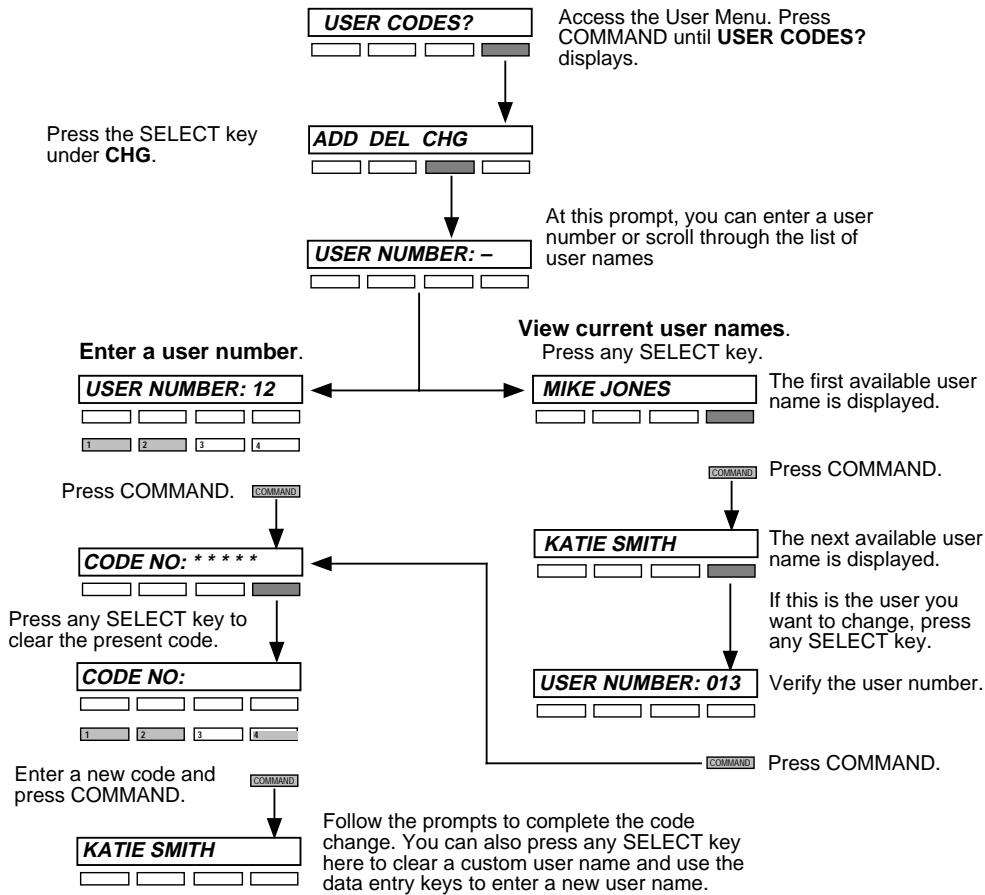 USER CODES?
Access the User Menu. Press
COMMAND until USER CODES?
displays.
Press the SELECT key
under CHG.
ADD DEL CHG
At this prompt, you can enter a user
number or scroll through the list of
user names
USER NUMBER: –
Enter a user number.
View current user names.
Press any SELECT key.
USER NUMBER: 12
1 2 3 4
MIKE JONES
The first available user
name is displayed.
Press COMMAND.
COMMAND
COMMAND
Press COMMAND.
CODE NO: * * * * *
KATIE SMITH
The next available user
name is displayed.
Press any SELECT key to
clear the present code.
If this is the user you
want to change, press
any SELECT key.
CODE NO:
1 2 3 4
USER NUMBER: 013
Verify the user number.
COMMAND
Press COMMAND.
Enter a new code and
press COMMAND.
COMMAND
KATIE SMITH
Follow the prompts to complete the code
change. You can also press any SELECT key
here to clear a custom user name and use the
data entry keys to enter a new user name.